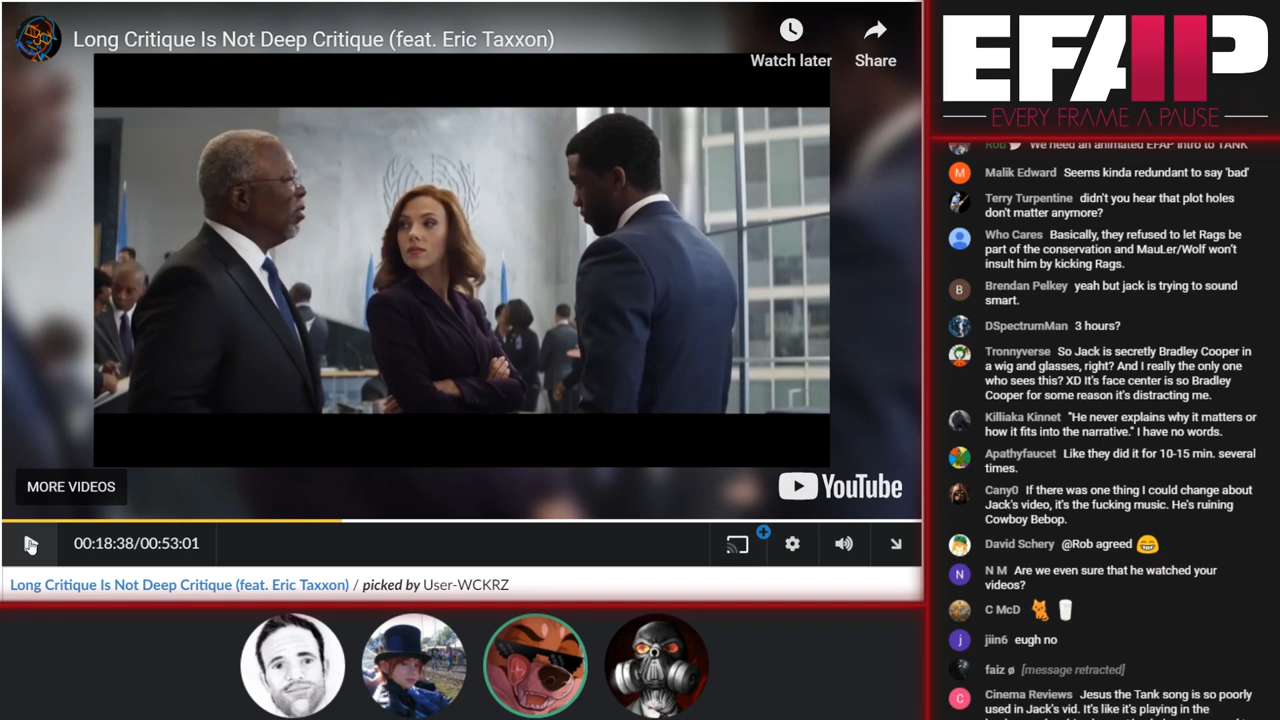 Long Critique Is Not Deep Critique (feat. Eric Taxxon)
Watch later
Share
MORE VIDEOS
YouTube
00:18:38/00:53:01
Long Critique Is Not Deep Critique (feat. Eric Taxxon) / picked by User-WCKRZ
EFAP
EVERY FRAME A PAUSE
Rob We need an animated EFAP intro to TANK
M Malik Edward Seems kinda redundant to say 'bad'
Terry Turpentine didn't you hear that plot holes
don't matter anymore?
Who Cares Basically, they refused to let Rags be
part of the conservation and MauLer/Wolf won't
insult him by kicking Rags.
B Brendan Pelkey yeah but jack is trying to sound
smart.
DSpectrumMan 3 hours?
Tronnyverse So Jack is secretly Bradley Cooper in
a wig and glasses, right? And I really the only one
who sees this? XD It's face center is so Bradley
Cooper for some reason it's distracting me.
Killiaka Kinnet "He never explains why it matters or
how it fits into the narrative." I have no words.
Apathyfaucet Like they did it for 10-15 min. several
times.
Cany0 If there was one thing I could change about
Jack's video, it's the fucking music. He's ruining
Cowboy Bebop.
David Schery @Rob agreed 😁
N N M Are we even sure that he watched your
videos?
C McD 🐈 🥛
j jiin6 eugh no
faiz ø [message retracted]
C Cinema Reviews Jesus the Tank song is so poorly
used in Jack's vid. It's like it's playing in the